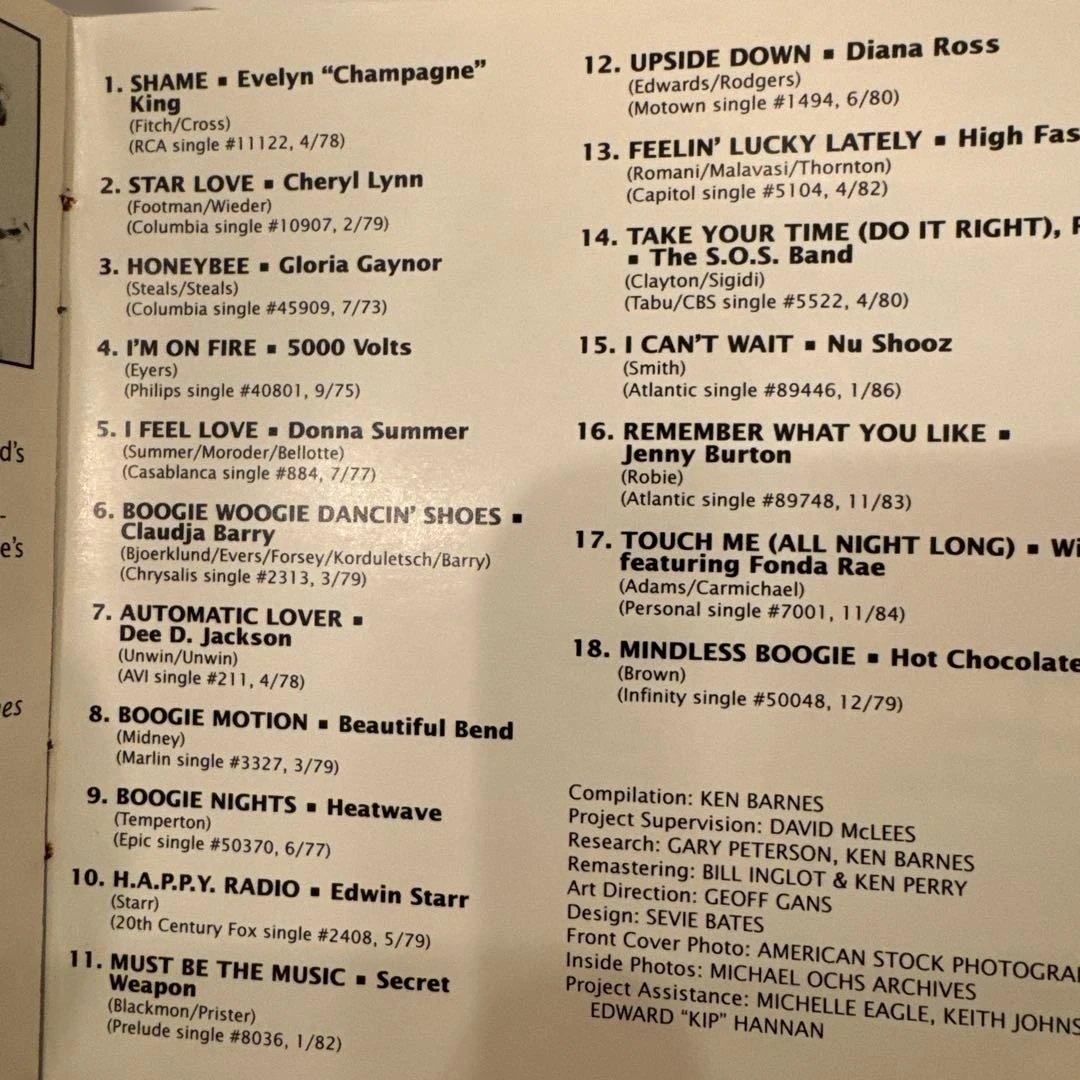 d's
-
e's
es
1. SHAME ▪ Evelyn “Champagne”
King
(Fitch/Cross)
(RCA single #11122, 4/78)
2. STAR LOVE ▪ Cheryl Lynn
(Footman/Wieder)
(Columbia single #10907, 2/79)
3. HONEYBEE ▪ Gloria Gaynor
(Steals/Steals)
(Columbia single #45909, 7/73)
4. I’M ON FIRE ▪ 5000 Volts
(Eyers)
(Philips single #40801, 9/75)
5. I FEEL LOVE ▪ Donna Summer
(Summer/Moroder/Bellotte)
(Casablanca single #884, 7/77)
6. BOOGIE WOOGIE DANCIN’ SHOES ▪
Claudja Barry
(Bjoerklund/Evers/Forsey/Korduletsch/Barry)
(Chrysalis single #2313, 3/79)
7. AUTOMATIC LOVER ▪
Dee D. Jackson
(Unwin/Unwin)
(AVI single #211, 4/78)
8. BOOGIE MOTION ▪ Beautiful Bend
(Midney)
(Marlin single #3327, 3/79)
9. BOOGIE NIGHTS ▪ Heatwave
(Temperton)
(Epic single #50370, 6/77)
10. H.A.P.P.Y. RADIO ▪ Edwin Starr
(Starr)
(20th Century Fox single #2408, 5/79)
11. MUST BE THE MUSIC ▪ Secret
Weapon
(Blackmon/Prister)
(Prelude single #8036, 1/82)
12. UPSIDE DOWN ▪ Diana Ross
(Edwards/Rodgers)
(Motown single #1494, 6/80)
13. FEELIN’ LUCKY LATELY ▪ High Fas
(Romani/Malavasi/Thornton)
(Capitol single #5104, 4/82)
14. TAKE YOUR TIME (DO IT RIGHT),
▪ The S.O.S. Band
(Clayton/Sigidi)
(Tabu/CBS single #5522, 4/80)
15. I CAN’T WAIT ▪ Nu Shooz
(Smith)
(Atlantic single #89446, 1/86)
16. REMEMBER WHAT YOU LIKE ▪
Jenny Burton
(Robie)
(Atlantic single #89748, 11/83)
17. TOUCH ME (ALL NIGHT LONG) ▪ Wi
featuring Fonda Rae
(Adams/Carmichael)
(Personal single #7001, 11/84)
18. MINDLESS BOOGIE ▪ Hot Chocolate
(Brown)
(Infinity single #50048, 12/79)
Compilation: KEN BARNES
Project Supervision: DAVID McLEES
Research: GARY PETERSON, KEN BARNES
Remastering: BILL INGLOT & KEN PERRY
Art Direction: GEOFF GANS
Design: SEVIE BATES
Front Cover Photo: AMERICAN STOCK PHOTOGRA
Inside Photos: MICHAEL OCHS ARCHIVES
Project Assistance: MICHELLE EAGLE, KEITH JOHNS
EDWARD “KIP” HANNAN